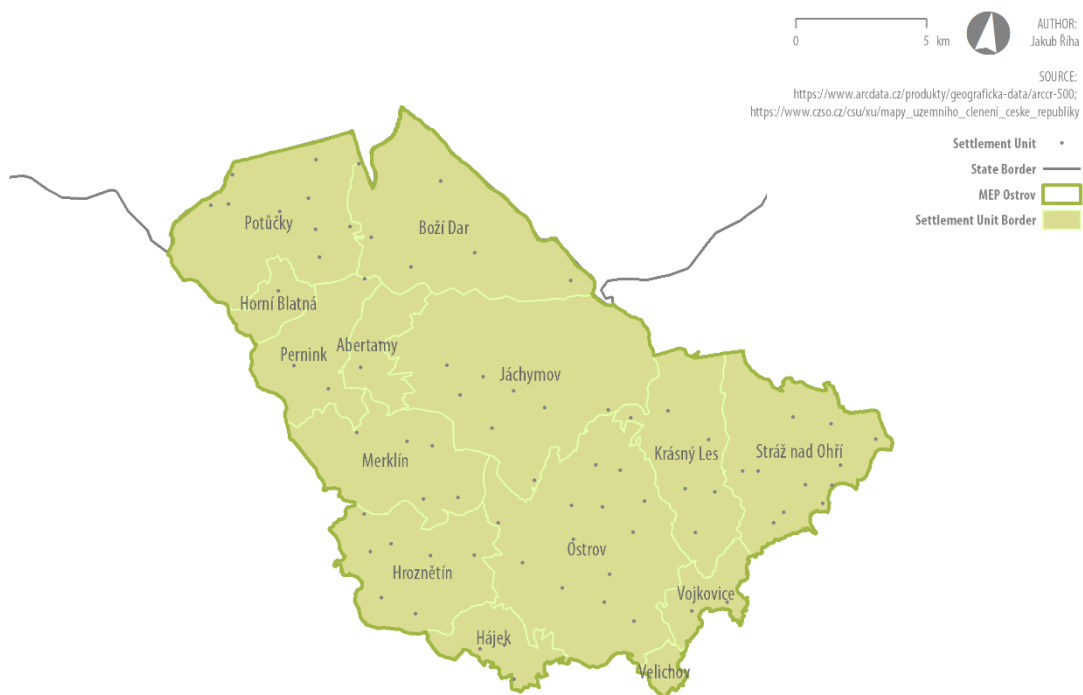 0 5 km
AUTHOR:
Jakub Říha
SOURCE:
https://www.arcdata.cz/produkty/geograficka-data/arccr-500;
https://www.czso.cz/csu/xu/mapy_uzemniho_cleneni_ceske_republiky
Settlement Unit
State Border
MEP Ostrov
Settlement Unit Border
Potůčky
Boží Dar
Horní Blatná
Abertamy
Pernink
Jáchymov
Merklín
Krásný Les
Stráž nad Ohří
Ostrov
Hroznětín
Vojkovice
Hájek
Velichov